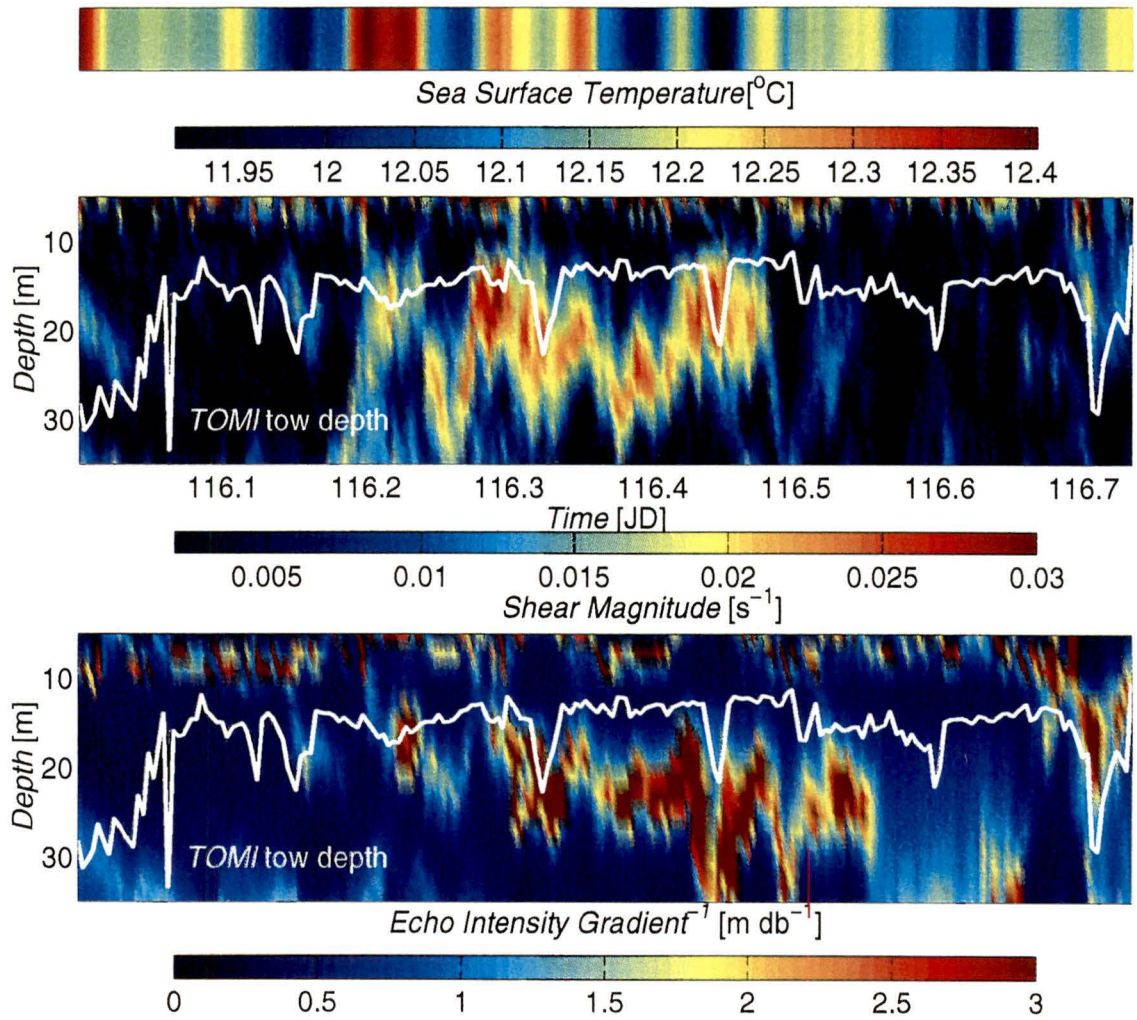 Sea Surface Temperature[°C]
11.95 12 12.05 12.1 12.15 12.2 12.25 12.3 12.35 12.4
Depth [m]
10
20
30
TOMI tow depth
116.1 116.2 116.3 116.4 116.5 116.6 116.7
Time [JD]
0.005 0.01 0.015 0.02 0.025 0.03
Shear Magnitude [s⁻¹]
Depth [m]
10
20
30
TOMI tow depth
Echo Intensity Gradient⁻¹ [m db⁻¹]
0 0.5 1 1.5 2 2.5 3